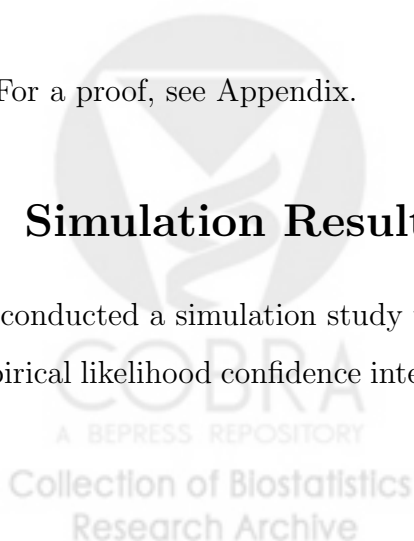 For a proof, see Appendix.
Simulation Result
conducted a simulation study
pirical likelihood confidence inte
COBRA
A BEPRESS REPOSITORY
Collection of Biostatistics
Research Archive